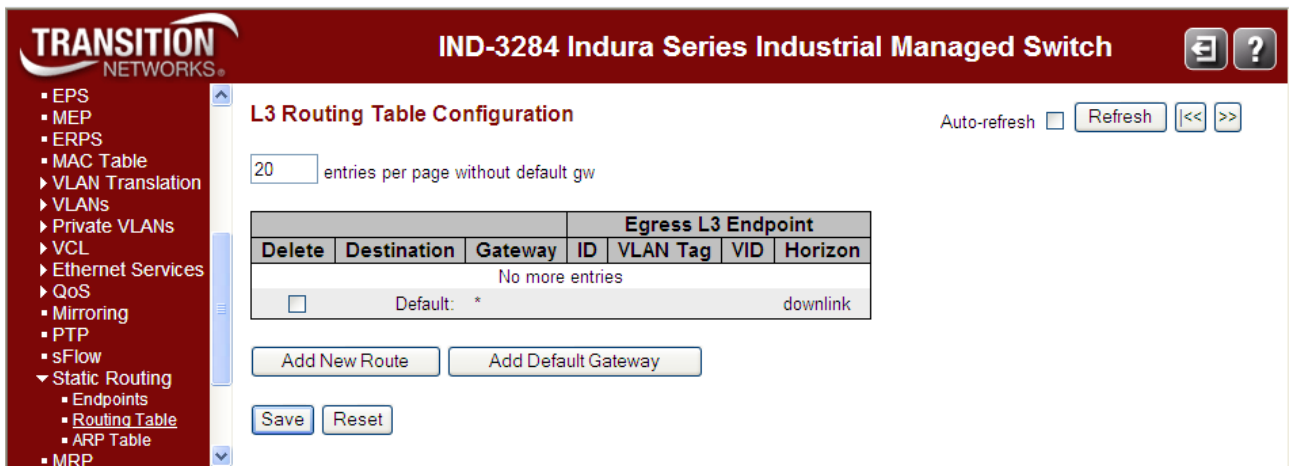 TRANSITION
NETWORKS®
IND-3284 Indura Series Industrial Managed Switch
?
EPS
MEP
ERPS
MAC Table
VLAN Translation
VLANs
Private VLANs
VCL
Ethernet Services
QoS
Mirroring
PTP
sFlow
Static Routing
Endpoints
Routing Table
ARP Table
MRP
L3 Routing Table Configuration
Auto-refresh Refresh |<< >>
20 entries per page without default gw
Egress L3 Endpoint
Delete Destination Gateway ID VLAN Tag VID Horizon
No more entries
Default: * downlink
Add New Route Add Default Gateway
Save Reset